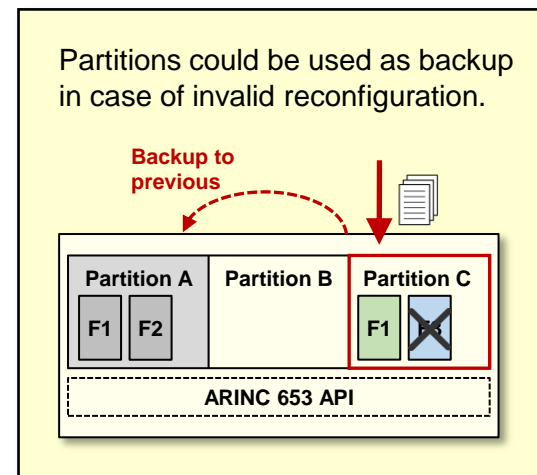 Partitions could be used as backup
in case of invalid reconfiguration.
Backup to
previous
Partition A Partition B Partition C
F1 F2 F1
ARINC 653 API